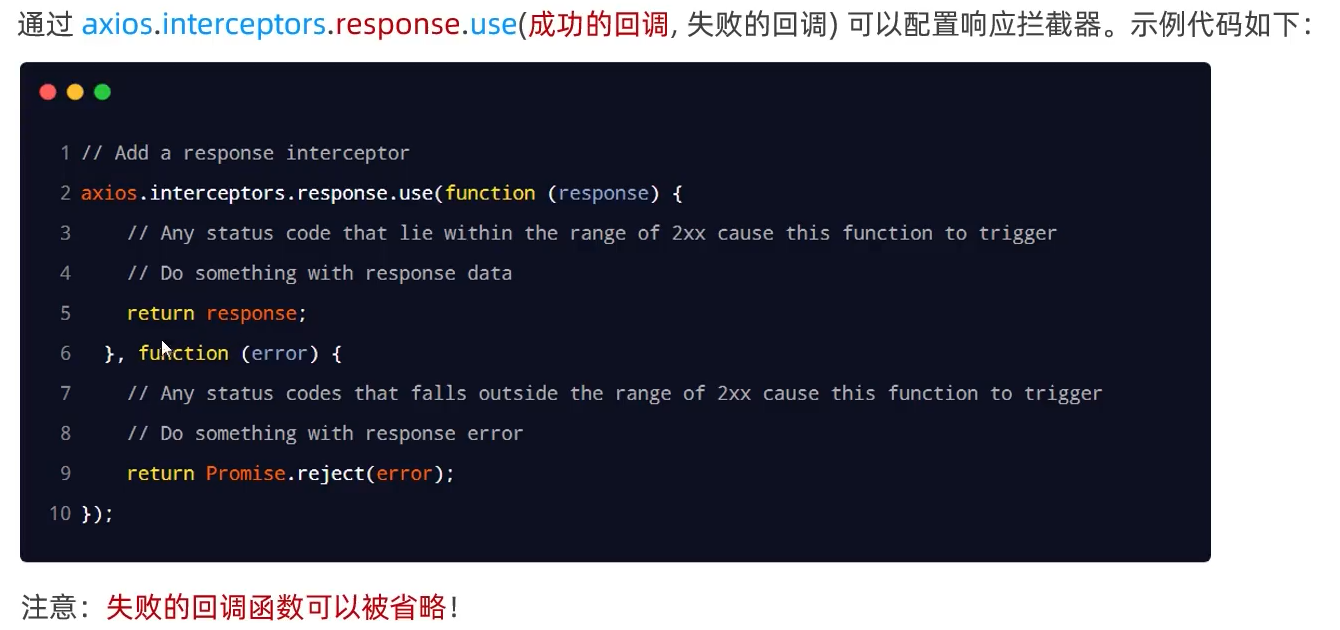 通过 axios.interceptors.response.use(成功的回调, 失败的回调) 可以配置响应拦截器。示例代码如下：
1 // Add a response interceptor
2 axios.interceptors.response.use(function (response) {
3     // Any status code that lie within the range of 2xx cause this function to trigger
4     // Do something with response data
5     return response;
6   }, function (error) {
7     // Any status codes that falls outside the range of 2xx cause this function to trigger
8     // Do something with response error
9     return Promise.reject(error);
10 });
注意：失败的回调函数可以被省略！